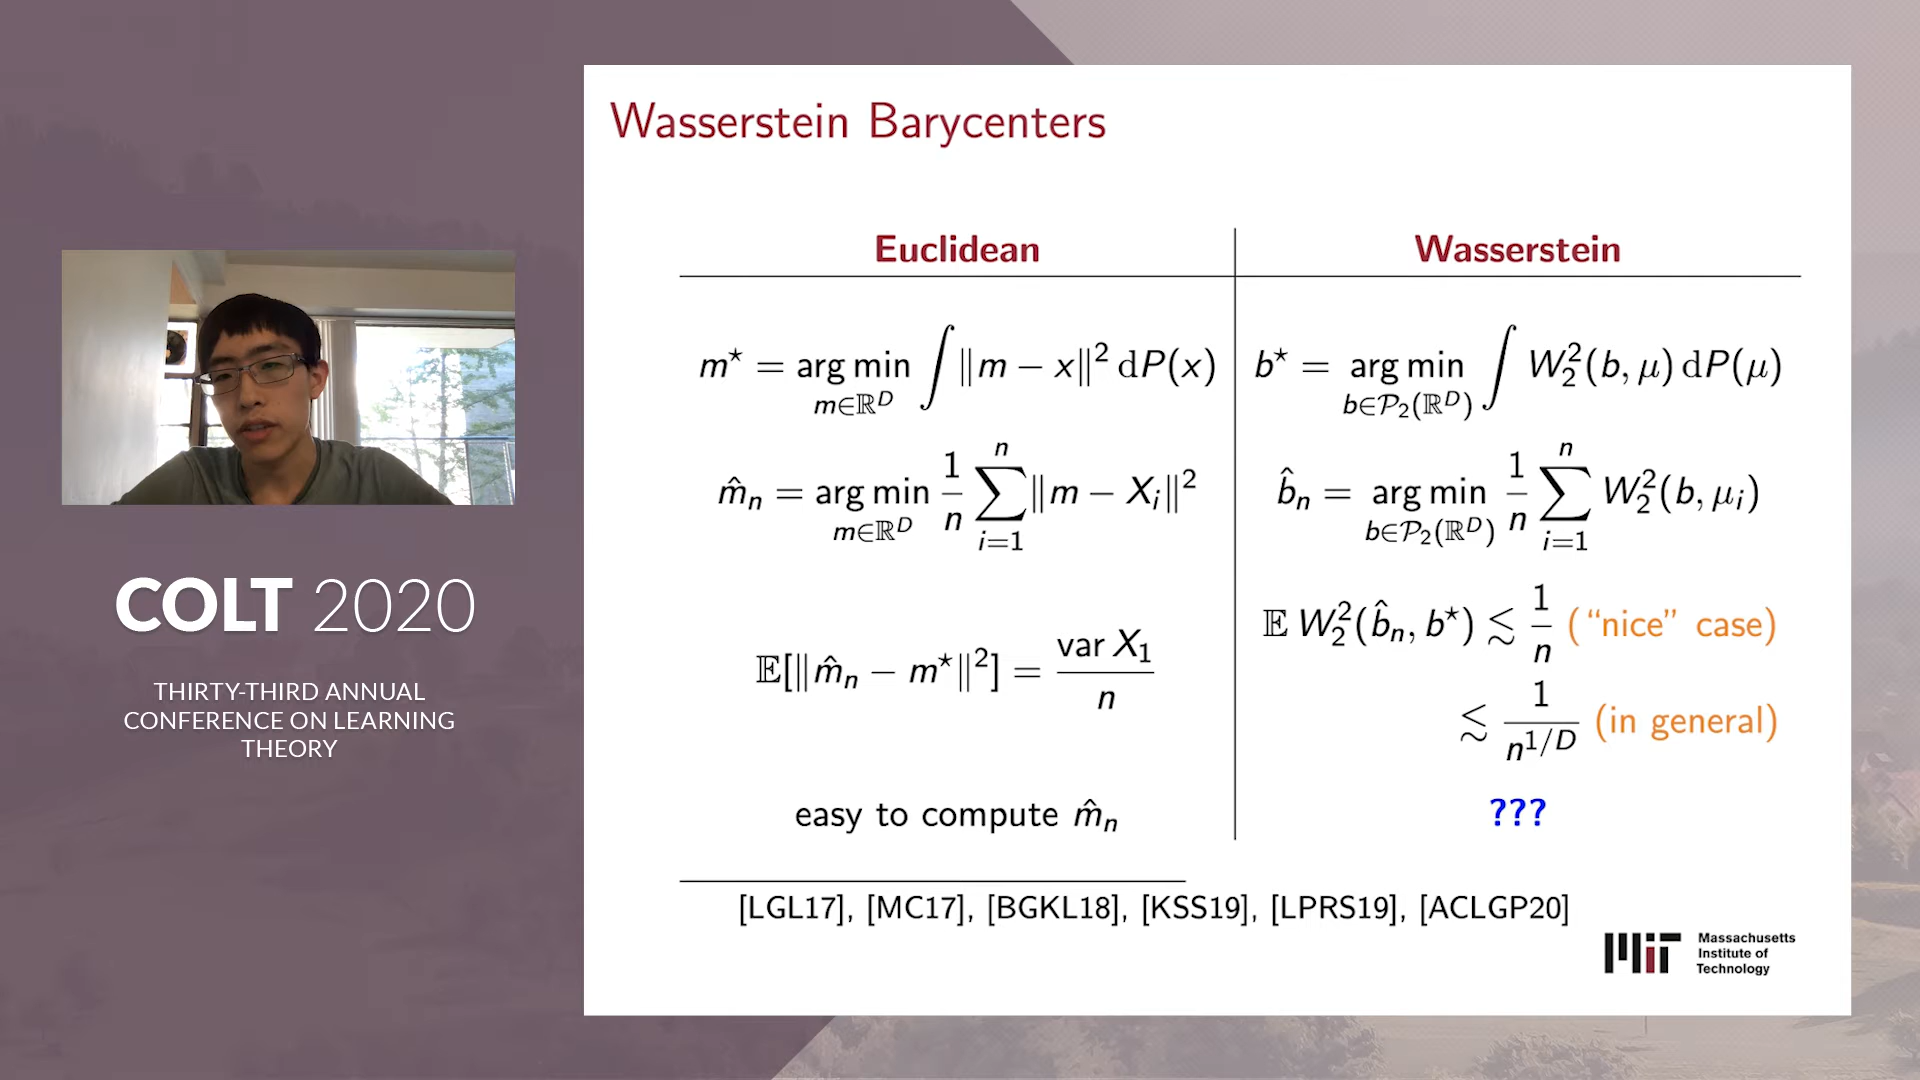 Wasserstein Barycenters
Euclidean
Wasserstein
m⋆ = arg min_{m∈ℝ^D} ∫ ‖m − x‖² dP(x)
b⋆ = arg min_{b∈𝒫₂(ℝ^D)} ∫ W₂²(b, μ) dP(μ)
m̂ₙ = arg min_{m∈ℝ^D} 1/n ∑_{i=1}^n ‖m − Xᵢ‖²
b̂ₙ = arg min_{b∈𝒫₂(ℝ^D)} 1/n ∑_{i=1}^n W₂²(b, μᵢ)
𝔼[‖m̂ₙ − m⋆‖²] = var X₁ / n
𝔼 W₂²(b̂ₙ, b⋆) ≲ 1/n (“nice” case)
≲ 1/n^{1/D} (in general)
easy to compute m̂ₙ
???
[LGL17], [MC17], [BGKL18], [KSS19], [LPRS19], [ACLGP20]
MIT Massachusetts
Institute of
Technology
COLT 2020
THIRTY-THIRD ANNUAL
CONFERENCE ON LEARNING
THEORY